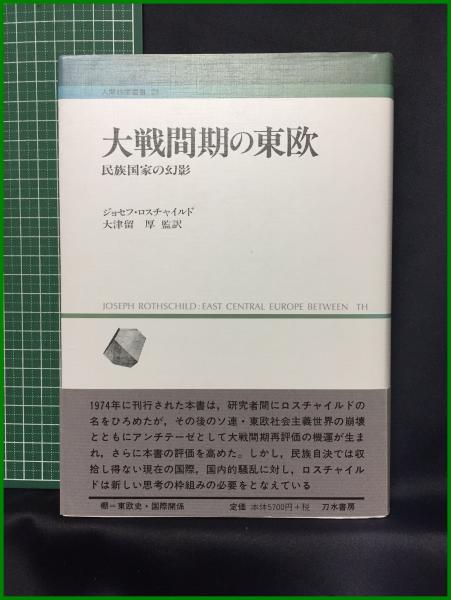 人間科学叢書 28
大戦間期の東欧
民族国家の幻影
ジョセフ・ロスチャイルド
大津留 厚 監訳
JOSEPH ROTHSCHILD: EAST CENTRAL EUROPE BETWEEN TH
1974年に刊行された本書は，研究者間にロスチャイルドの
名をひろめたが，その後のソ連・東欧社会主義世界の崩壊
とともにアンチテーゼとして大戦間期再評価の機運が生ま
れ，さらに本書の評価を高めた。しかし，民族自決では収
拾し得ない現在の国際，国内的騒乱に対し，ロスチャイル
ドは新しい思考の枠組みの必要をとなえている
棚＝東欧史・国際関係 定価 本体5700円+税 刀水書房